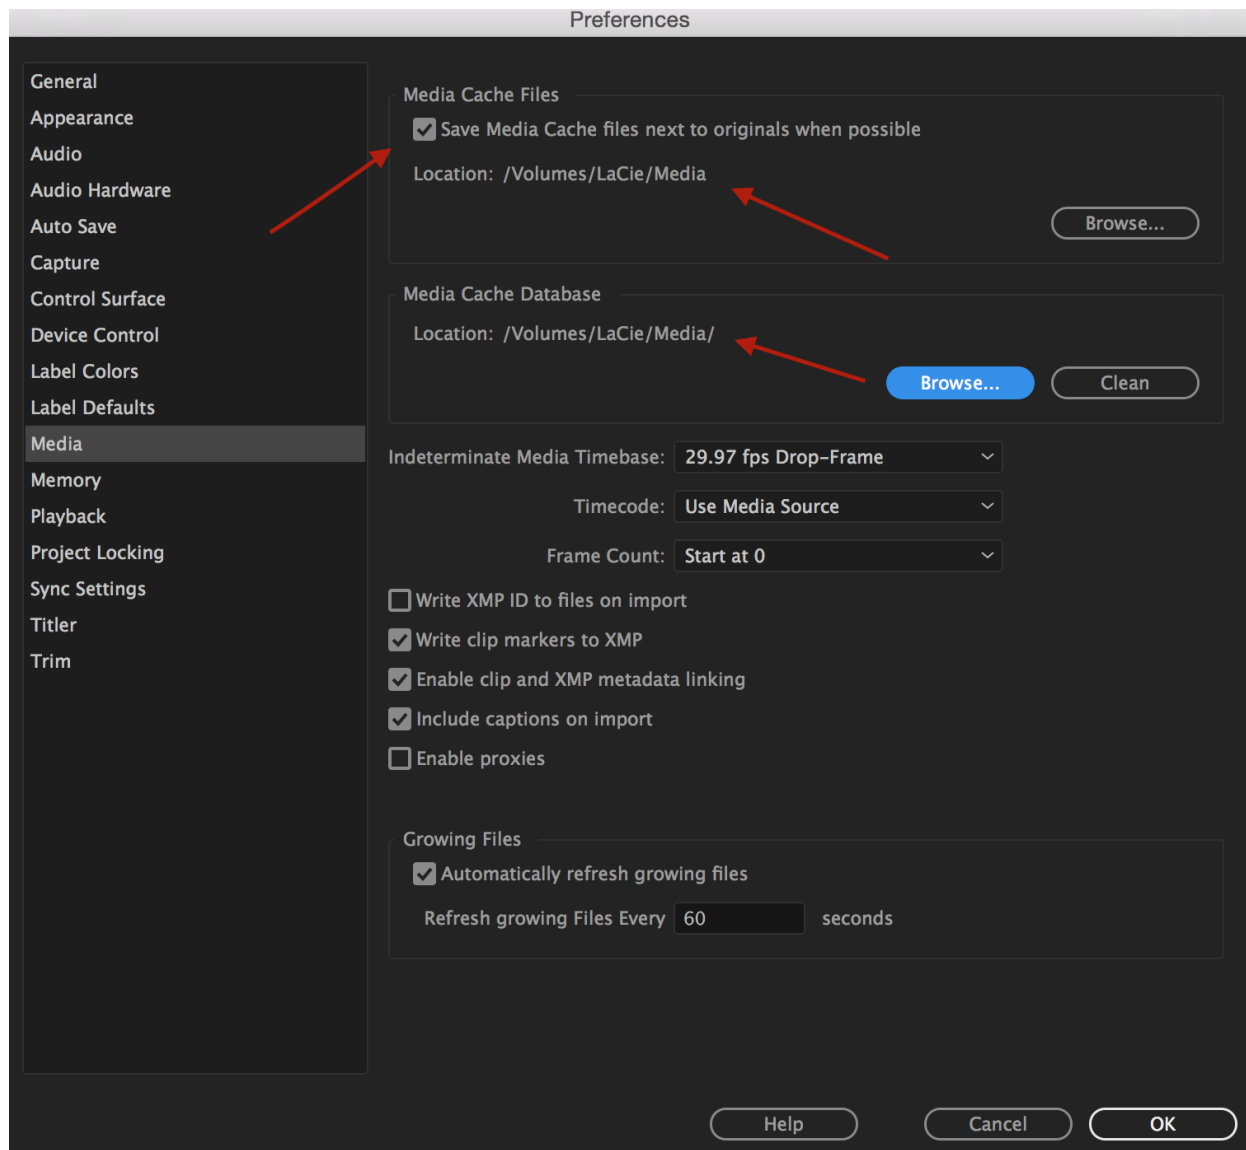 Preferences
General
Appearance
Audio
Audio Hardware
Auto Save
Capture
Control Surface
Device Control
Label Colors
Label Defaults
Media
Memory
Playback
Project Locking
Sync Settings
Titler
Trim
Media Cache Files
Save Media Cache files next to originals when possible
Location: /Volumes/LaCie/Media
Browse...
Media Cache Database
Location: /Volumes/LaCie/Media/
Browse... Clean
Indeterminate Media Timebase: 29.97 fps Drop-Frame
Timecode: Use Media Source
Frame Count: Start at 0
Write XMP ID to files on import
Write clip markers to XMP
Enable clip and XMP metadata linking
Include captions on import
Enable proxies
Growing Files
Automatically refresh growing files
Refresh growing Files Every 60 seconds
Help Cancel OK